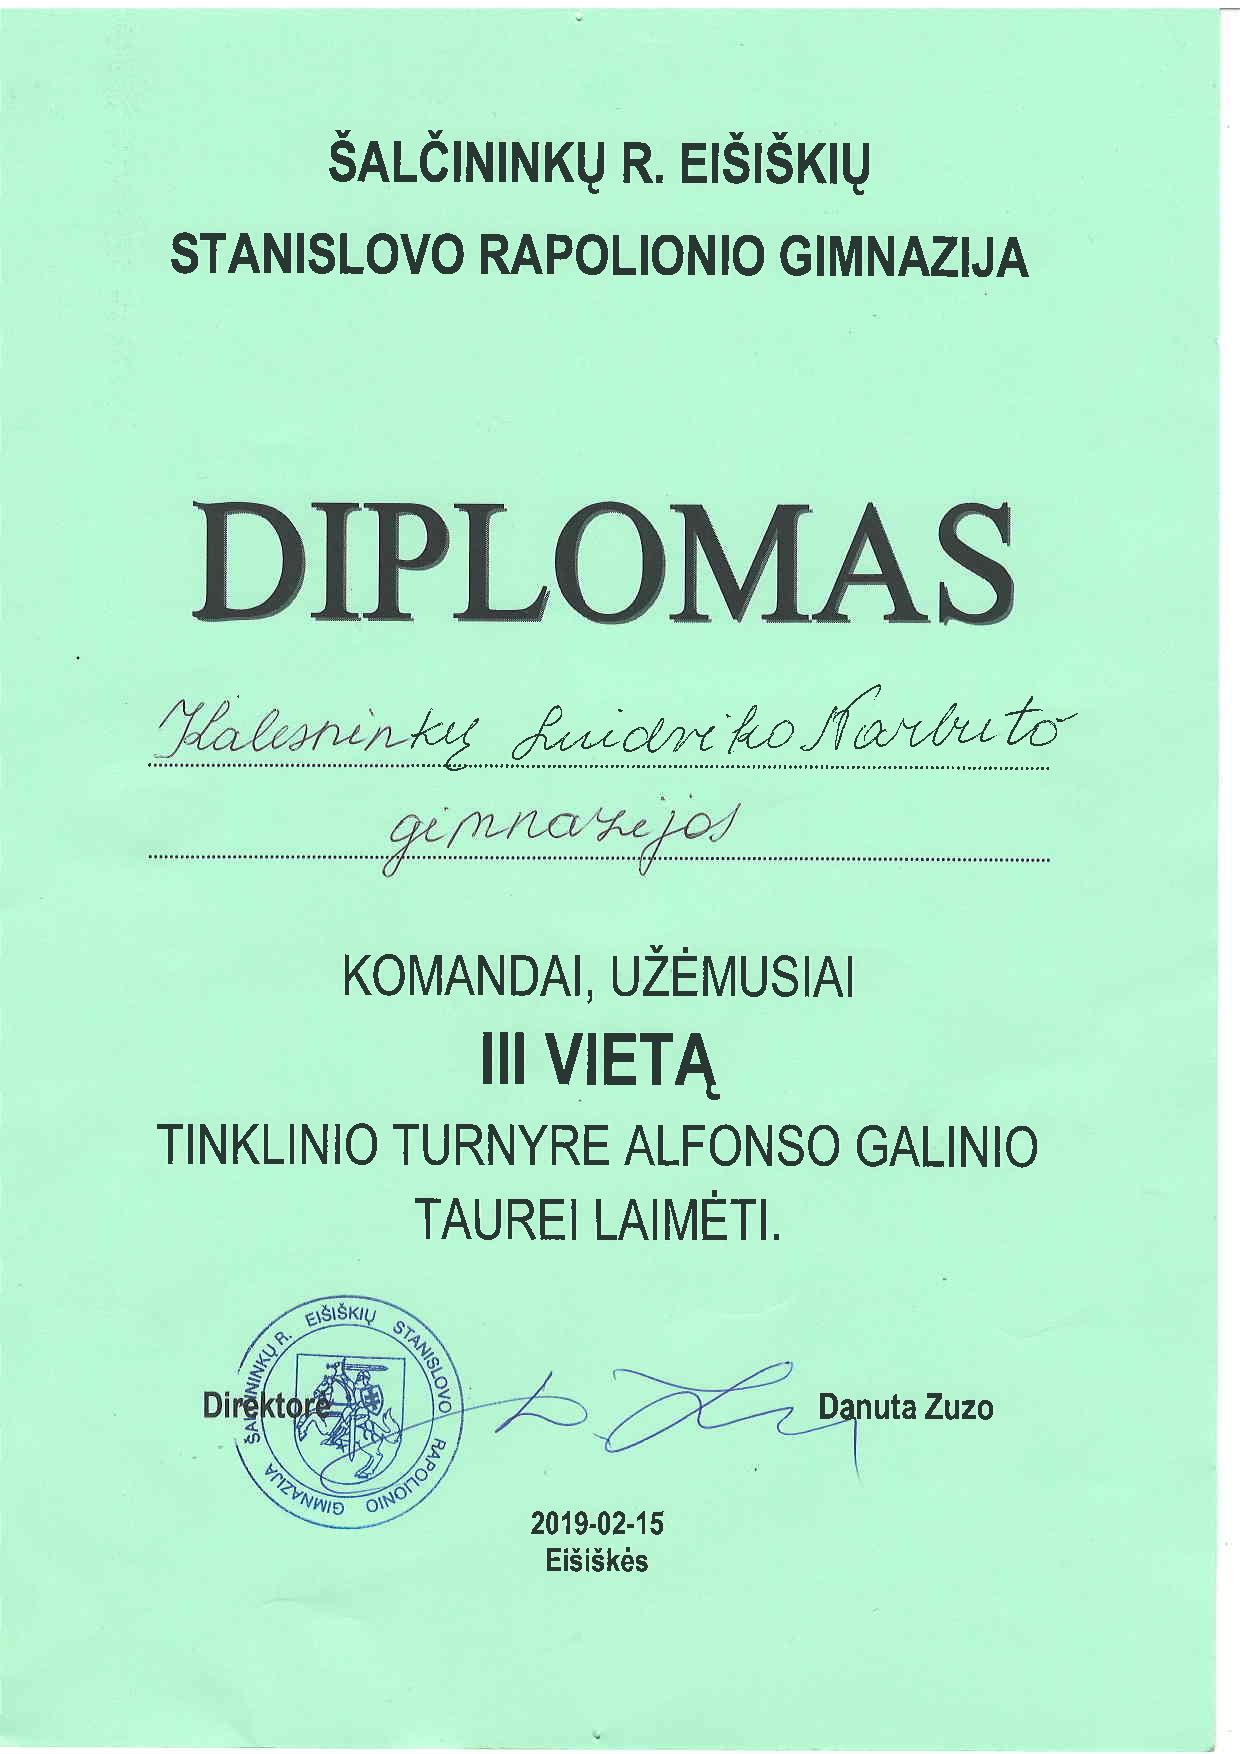 ŠALČININKŲ R. EIŠIŠKIŲ
STANISLOVO RAPOLIONIO GIMNAZIJA
DIPLOMAS
Kalesninkų Liudviko Narbuto
gimnazijos
KOMANDAI, UŽĖMUSIAI
III VIETĄ
TINKLINIO TURNYRE ALFONSO GALINIO
TAUREI LAIMĖTI.
ŠALČININKŲ R. EIŠIŠKIŲ STANISLOVO RAPOLIONIO GIMNAZIJA
Direktorė Danuta Zuzo
2019-02-15
Eišiškės